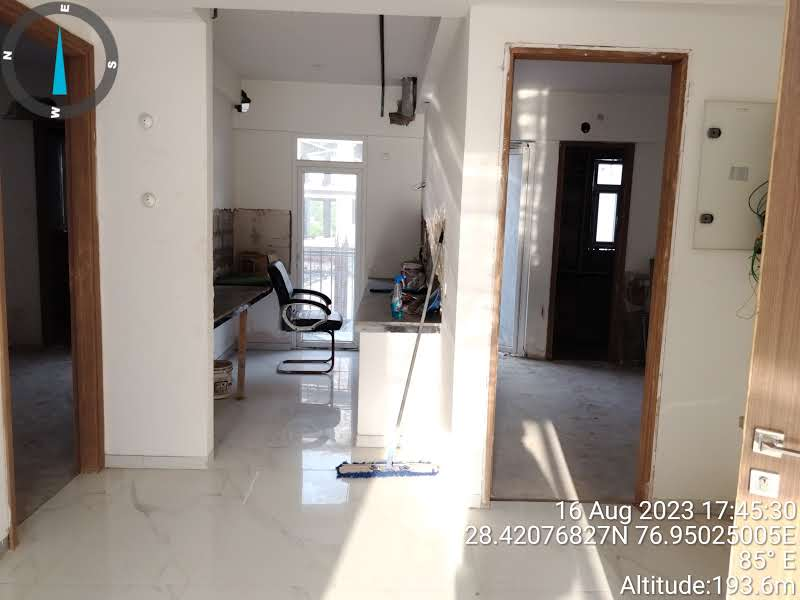 N E S W
16 Aug 2023 17:45:30
28.42076827N 76.95025005E
85° E
Altitude:193.6m